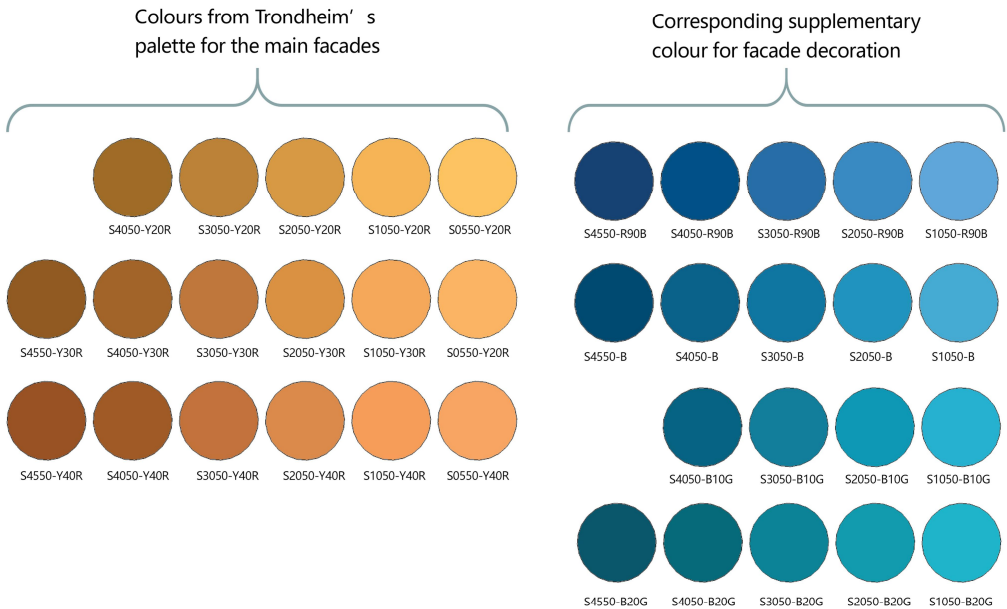 Colours from Trondheim’s
palette for the main facades
Corresponding supplementary
colour for facade decoration
S4050-Y20R S3050-Y20R S2050-Y20R S1050-Y20R S0550-Y20R
S4550-Y30R S4050-Y30R S3050-Y30R S2050-Y30R S1050-Y30R S0550-Y20R
S4550-Y40R S4050-Y40R S3050-Y40R S2050-Y40R S1050-Y40R S0550-Y40R
S4550-R90B S4050-R90B S3050-R90B S2050-R90B S1050-R90B
S4550-B S4050-B S3050-B S2050-B S1050-B
S4050-B10G S3050-B10G S2050-B10G S1050-B10G
S4550-B20G S4050-B20G S3050-B20G S2050-B20G S1050-B20G